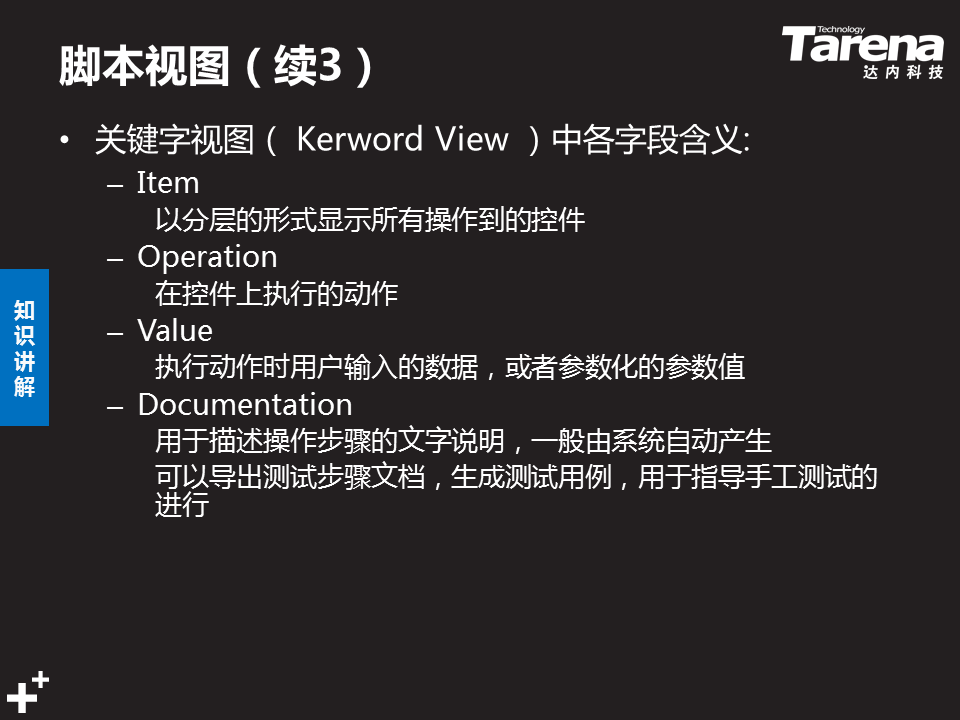 脚本视图（续3）
Technology
Tarena
达内科技
• 关键字视图（ Kerword View ）中各字段含义:
– Item
以分层的形式显示所有操作到的控件
– Operation
在控件上执行的动作
– Value
执行动作时用户输入的数据，或者参数化的参数值
– Documentation
用于描述操作步骤的文字说明，一般由系统自动产生
可以导出测试步骤文档，生成测试用例，用于指导手工测试的
进行
知
识
讲
解